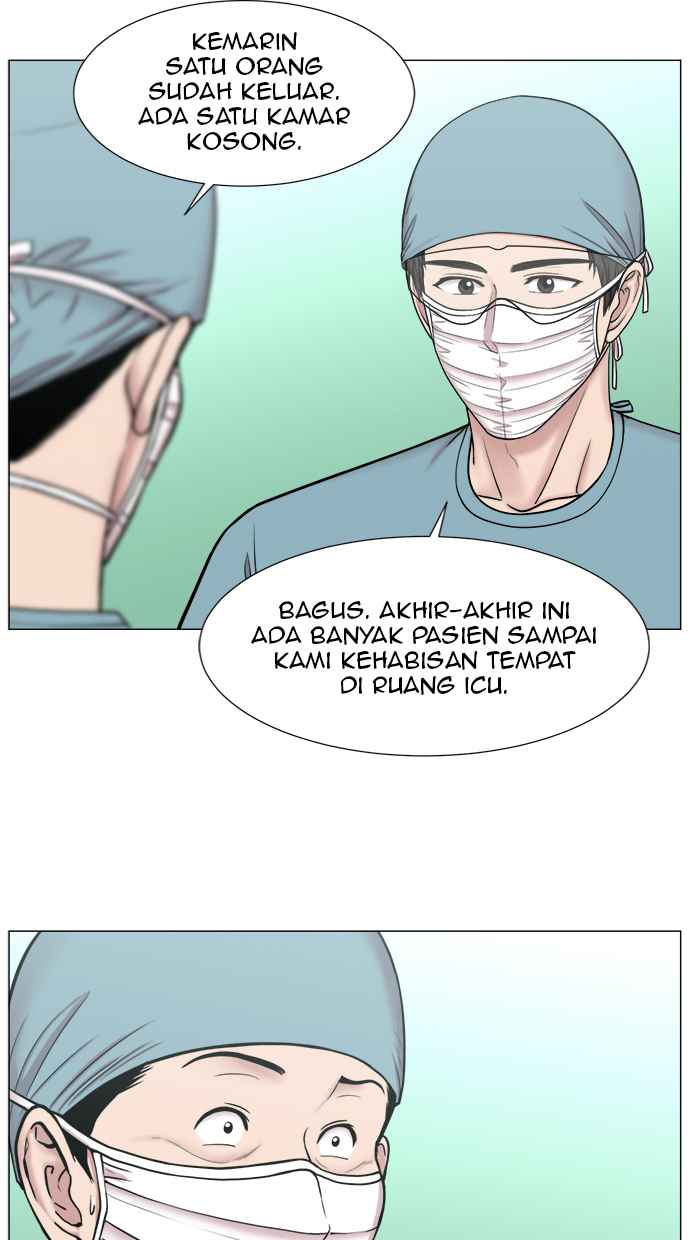 KEMARIN
SATU ORANG
SUDAH KELUAR.
ADA SATU KAMAR
KOSONG.
BAGUS. AKHIR-AKHIR INI
ADA BANYAK PASIEN SAMPAI
KAMI KEHABISAN TEMPAT
DI RUANG ICU.